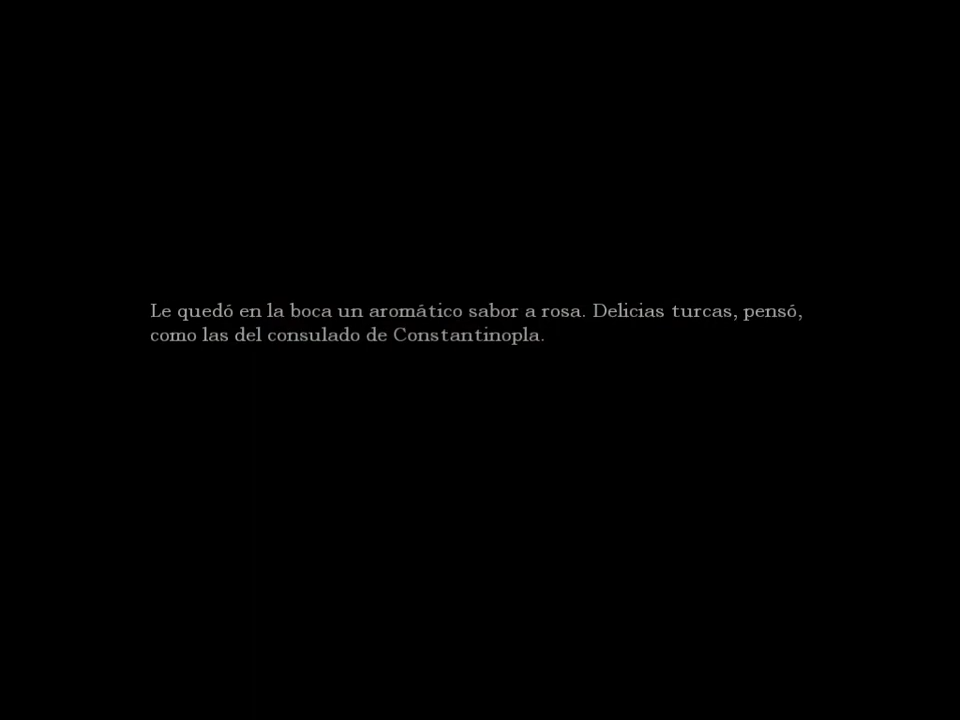 Le quedó en la boca un aromático sabor a rosa. Delicias turcas, pensó,
como las del consulado de Constantinopla.